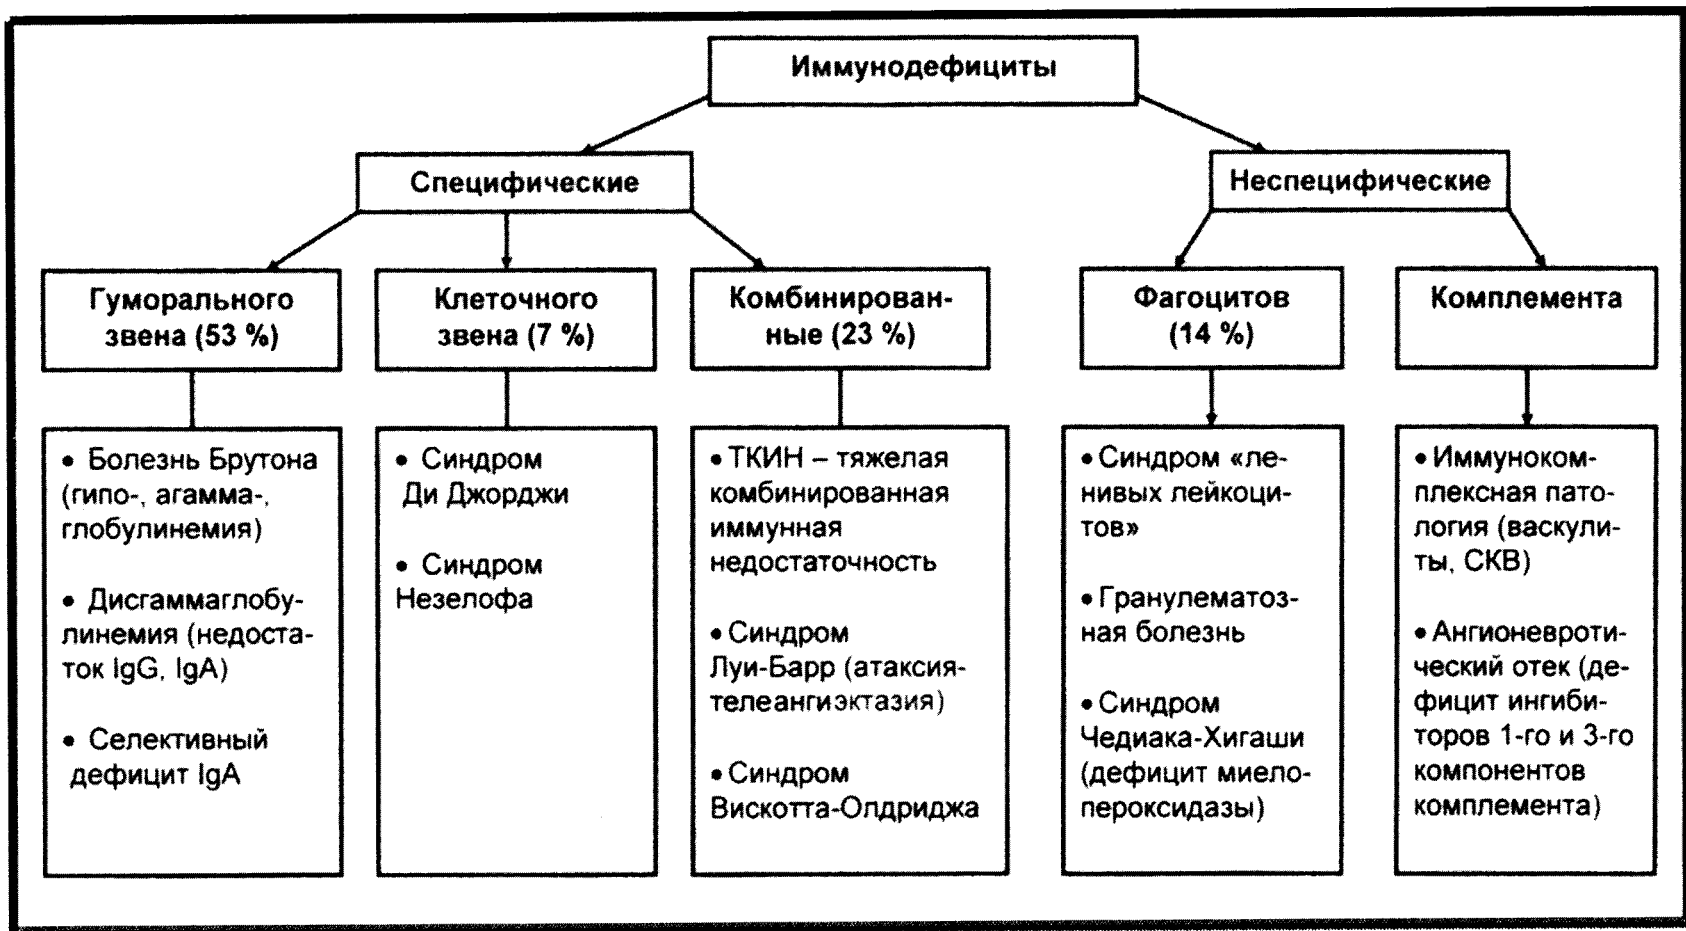 Иммунодефициты
Специфические
Неспецифические
Гуморального
звена (53 %)
Клеточного
звена (7 %)
Комбинирован-
ные (23 %)
Фагоцитов
(14 %)
Комплемента
• Болезнь Брутона
(гипо-, агамма-,
глобулинемия)
• Дисгаммаглобу-
линемия (недоста-
ток IgG, IgA)
• Селективный
дефицит IgA
• Синдром
Ди Джорджи
• Синдром
Незелофа
• ТКИН – тяжелая
комбинированная
иммунная
недостаточность
• Синдром
Луи-Барр (атаксия-
телеангиэктазия)
• Синдром
Вискотта-Олдриджа
• Синдром «ле-
нивых лейкоци-
тов»
• Гранулематоз-
ная болезнь
• Синдром
Чедиака-Хигаши
(дефицит миело-
пероксидазы)
• Иммуноком-
плексная пато-
логия (васкули-
ты, СКВ)
• Ангионевроти-
ческий отек (де-
фицит ингиби-
торов 1-го и 3-го
компонентов
комплемента)